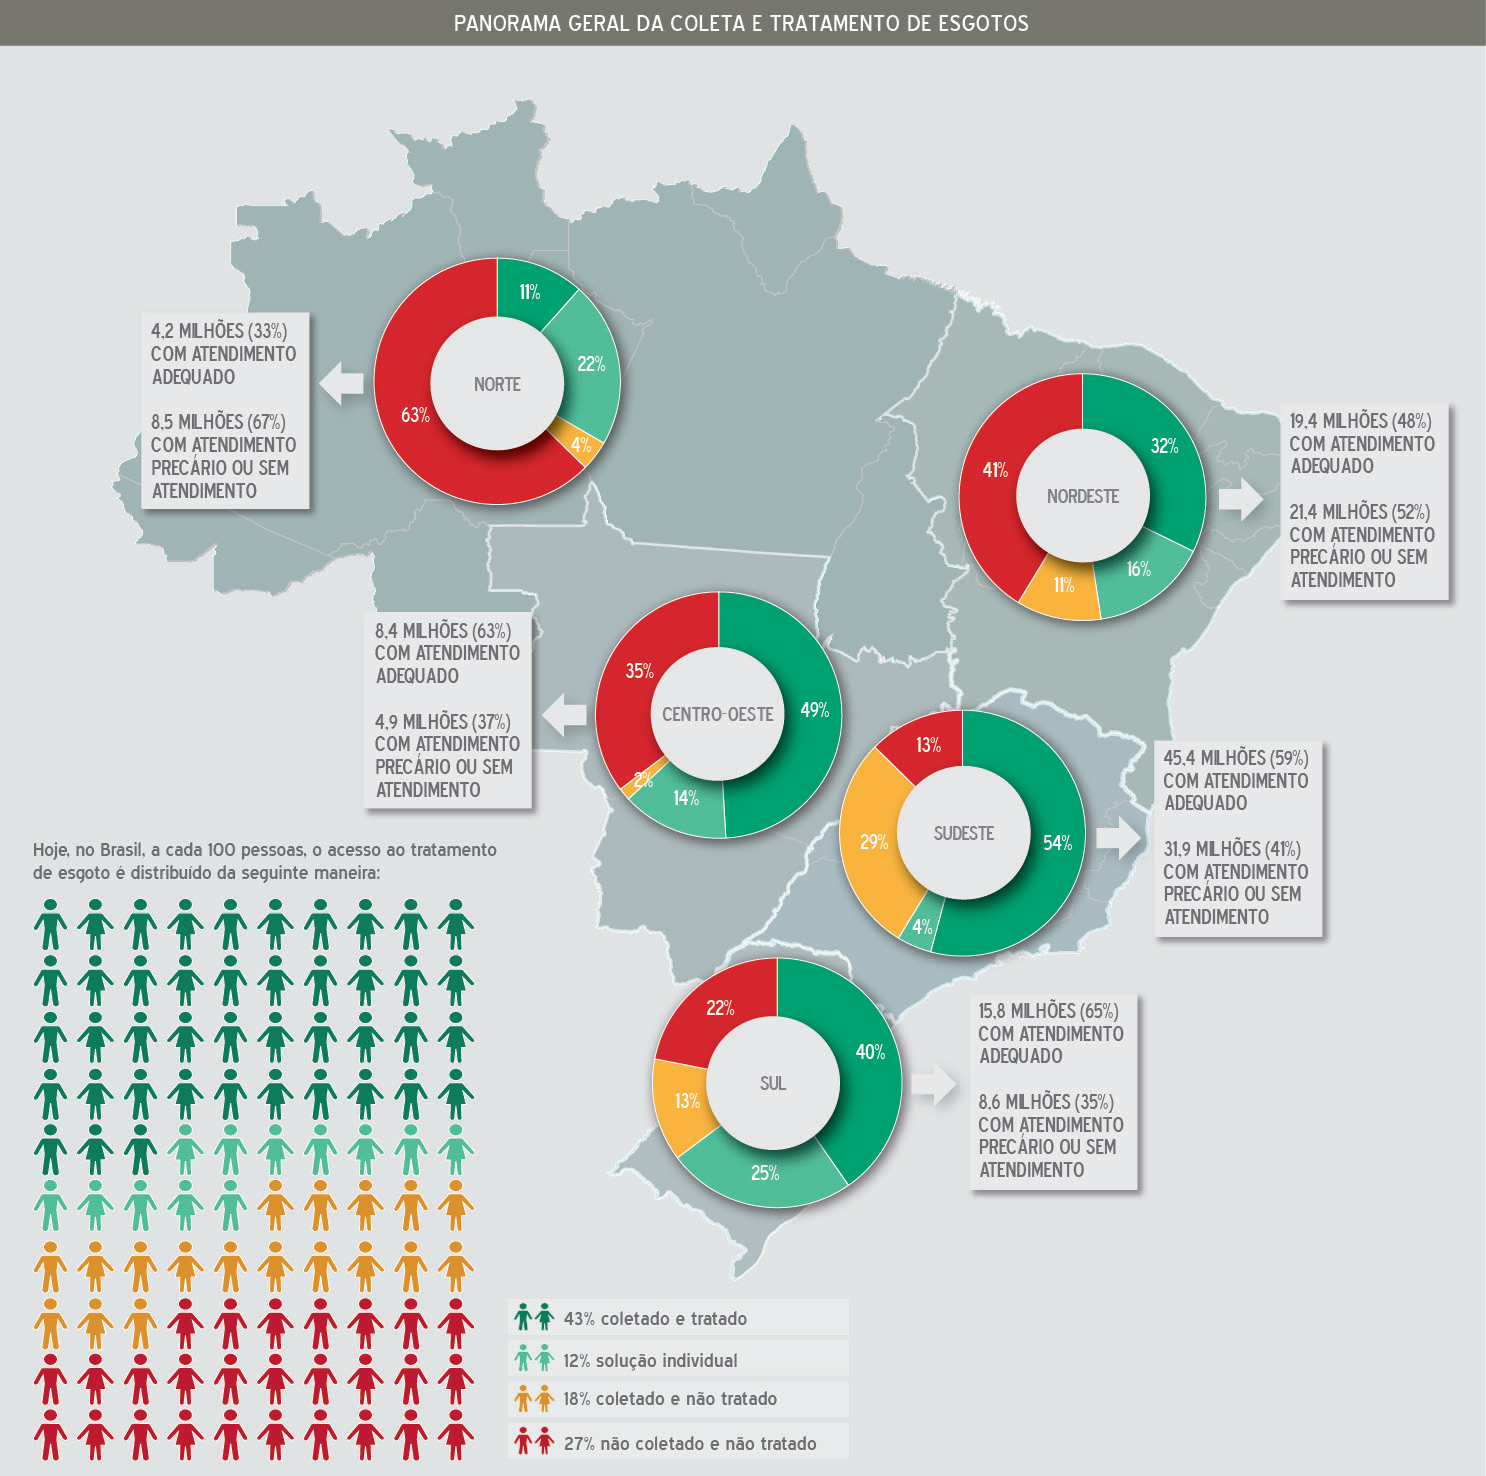 PANORAMA GERAL DA COLETA E TRATAMENTO DE ESGOTOS
11%
22%
4%
63%
NORTE
4,2 MILHÕES (33%)
COM ATENDIMENTO
ADEQUADO
8,5 MILHÕES (67%)
COM ATENDIMENTO
PRECÁRIO OU SEM
ATENDIMENTO
32%
16%
11%
41%
NORDESTE
19,4 MILHÕES (48%)
COM ATENDIMENTO
ADEQUADO
21,4 MILHÕES (52%)
COM ATENDIMENTO
PRECÁRIO OU SEM
ATENDIMENTO
8,4 MILHÕES (63%)
COM ATENDIMENTO
ADEQUADO
4,9 MILHÕES (37%)
COM ATENDIMENTO
PRECÁRIO OU SEM
ATENDIMENTO
35%
49%
CENTRO-OESTE
2%
14%
13%
29%
54%
4%
SUDESTE
45,4 MILHÕES (59%)
COM ATENDIMENTO
ADEQUADO
31,9 MILHÕES (41%)
COM ATENDIMENTO
PRECÁRIO OU SEM
ATENDIMENTO
22%
40%
13%
25%
SUL
15,8 MILHÕES (65%)
COM ATENDIMENTO
ADEQUADO
8,6 MILHÕES (35%)
COM ATENDIMENTO
PRECÁRIO OU SEM
ATENDIMENTO
Hoje, no Brasil, a cada 100 pessoas, o acesso ao tratamento
de esgoto é distribuído da seguinte maneira:
43% coletado e tratado
12% solução individual
18% coletado e não tratado
27% não coletado e não tratado